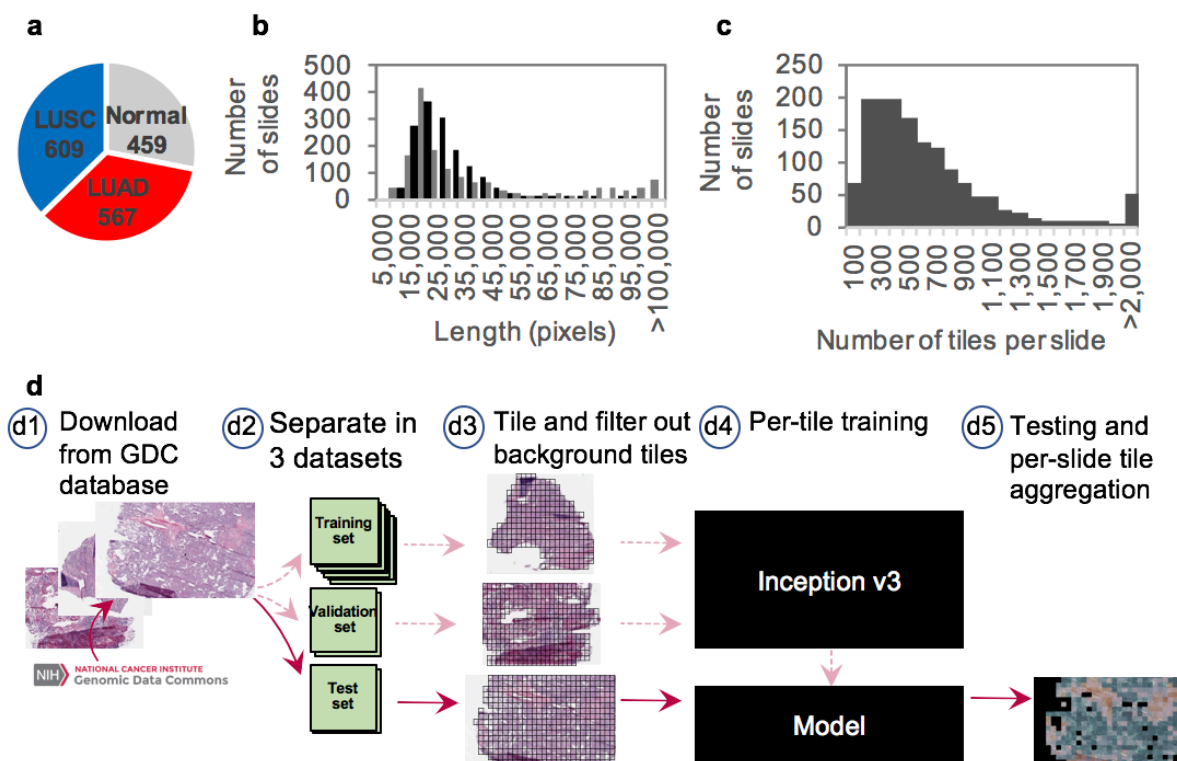 a
LUSC
609
Normal
459
LUAD
567
b
Number
of slides
500
400
300
200
100
0
5,000
15,000
25,000
35,000
45,000
55,000
65,000
75,000
85,000
95,000
>100,000
Length (pixels)
c
Number
of slides
250
200
150
100
50
0
100
300
500
700
900
1,100
1,300
1,500
1,700
1,900
>2,000
Number of tiles per slide
d
d1 Download
from GDC
database
d2 Separate in
3 datasets
d3 Tile and filter out
background tiles
d4 Per-tile training
d5 Testing and
per-slide tile
aggregation
Training
set
Validation
set
Test
set
Inception v3
Model
NIH NATIONAL CANCER INSTITUTE
Genomic Data Commons